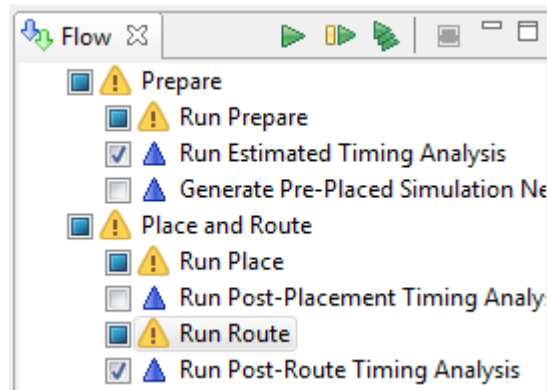 Flow
Prepare
Run Prepare
Run Estimated Timing Analysis
Generate Pre-Placed Simulation Ne
Place and Route
Run Place
Run Post-Placement Timing Analy
Run Route
Run Post-Route Timing Analysis